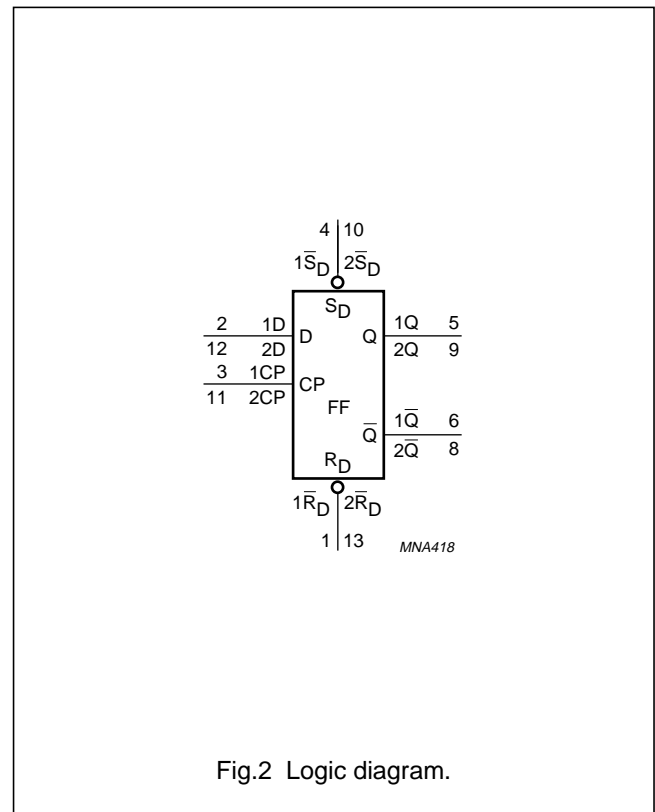 4 10
1S̅D 2S̅D
SD
2 1D D Q 1Q 5
12 2D 2Q 9
3 1CP CP
11 2CP
FF
Q̅ 1Q̅ 6
2Q̅ 8
RD
1R̅D 2R̅D
1 13
MNA418
Fig.2 Logic diagram.